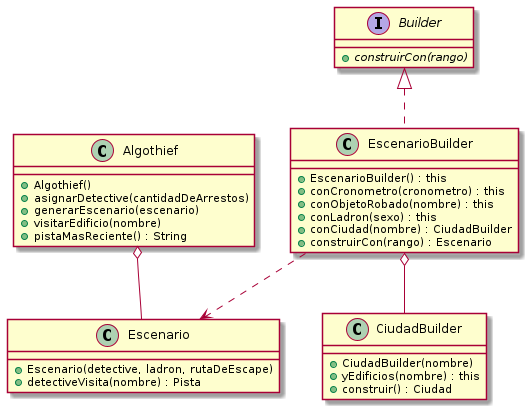 I Builder
construirCon(rango)
C Algothief
Algothief()
asignarDetective(cantidadDeArrestos)
generarEscenario(escenario)
visitarEdificio(nombre)
pistaMasReciente() : String
C EscenarioBuilder
EscenarioBuilder() : this
conCronometro(cronometro) : this
conObjetoRobado(nombre) : this
conLadron(sexo) : this
conCiudad(nombre) : CiudadBuilder
construirCon(rango) : Escenario
C Escenario
Escenario(detective, ladron, rutaDeEscape)
detectiveVisita(nombre) : Pista
C CiudadBuilder
CiudadBuilder(nombre)
yEdificios(nombre) : this
construir() : Ciudad